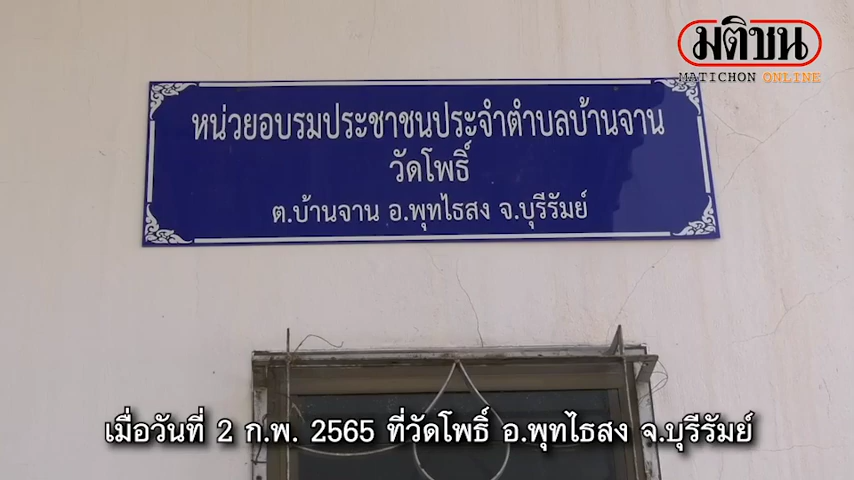 มติชน
MATICHON ONLINE
หน่วยอบรมประชาชนประจำตำบลบ้านจาน
วัดโพธิ์
ต.บ้านจาน อ.พุทไธสง จ.บุรีรัมย์
เมื่อวันที่ 2 ก.พ. 2565 ที่วัดโพธิ์ อ.พุทไธสง จ.บุรีรัมย์